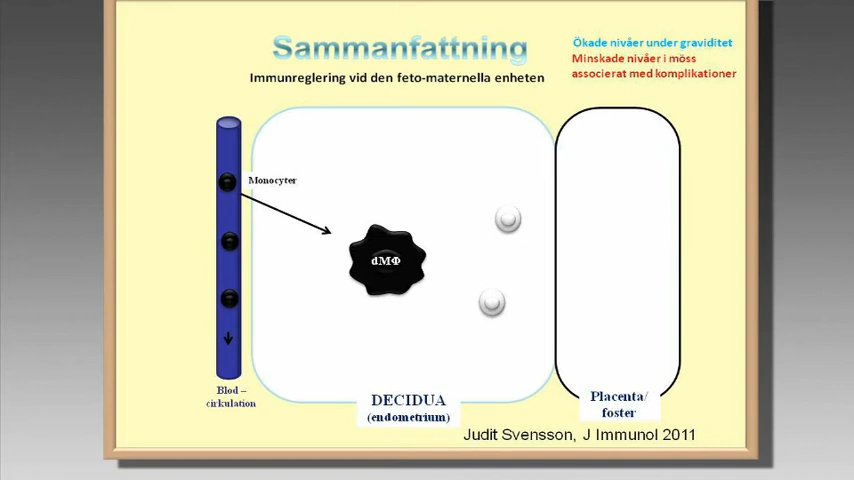 Sammanfattning
Immunreglering vid den feto-maternella enheten
Ökade nivåer under graviditet
Minskade nivåer i möss
associerat med komplikationer
Monocyter
dMΦ
Blod –
cirkulation
DECIDUA
(endometrium)
Placenta/
foster
Judit Svensson, J Immunol 2011